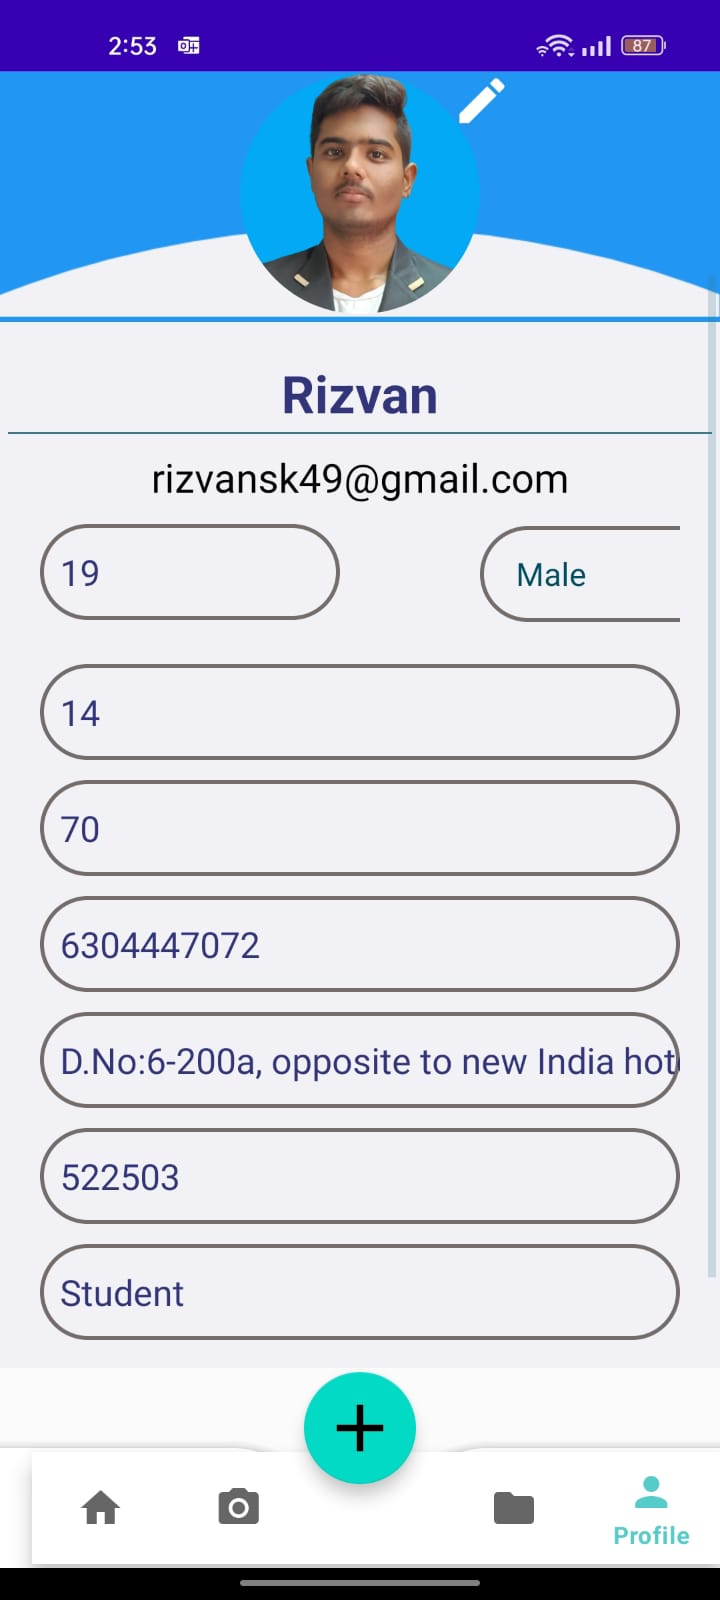 2:53
87
Rizvan
rizvansk49@gmail.com
19
Male
14
70
6304447072
D.No:6-200a, opposite to new India
522503
Student
Profile